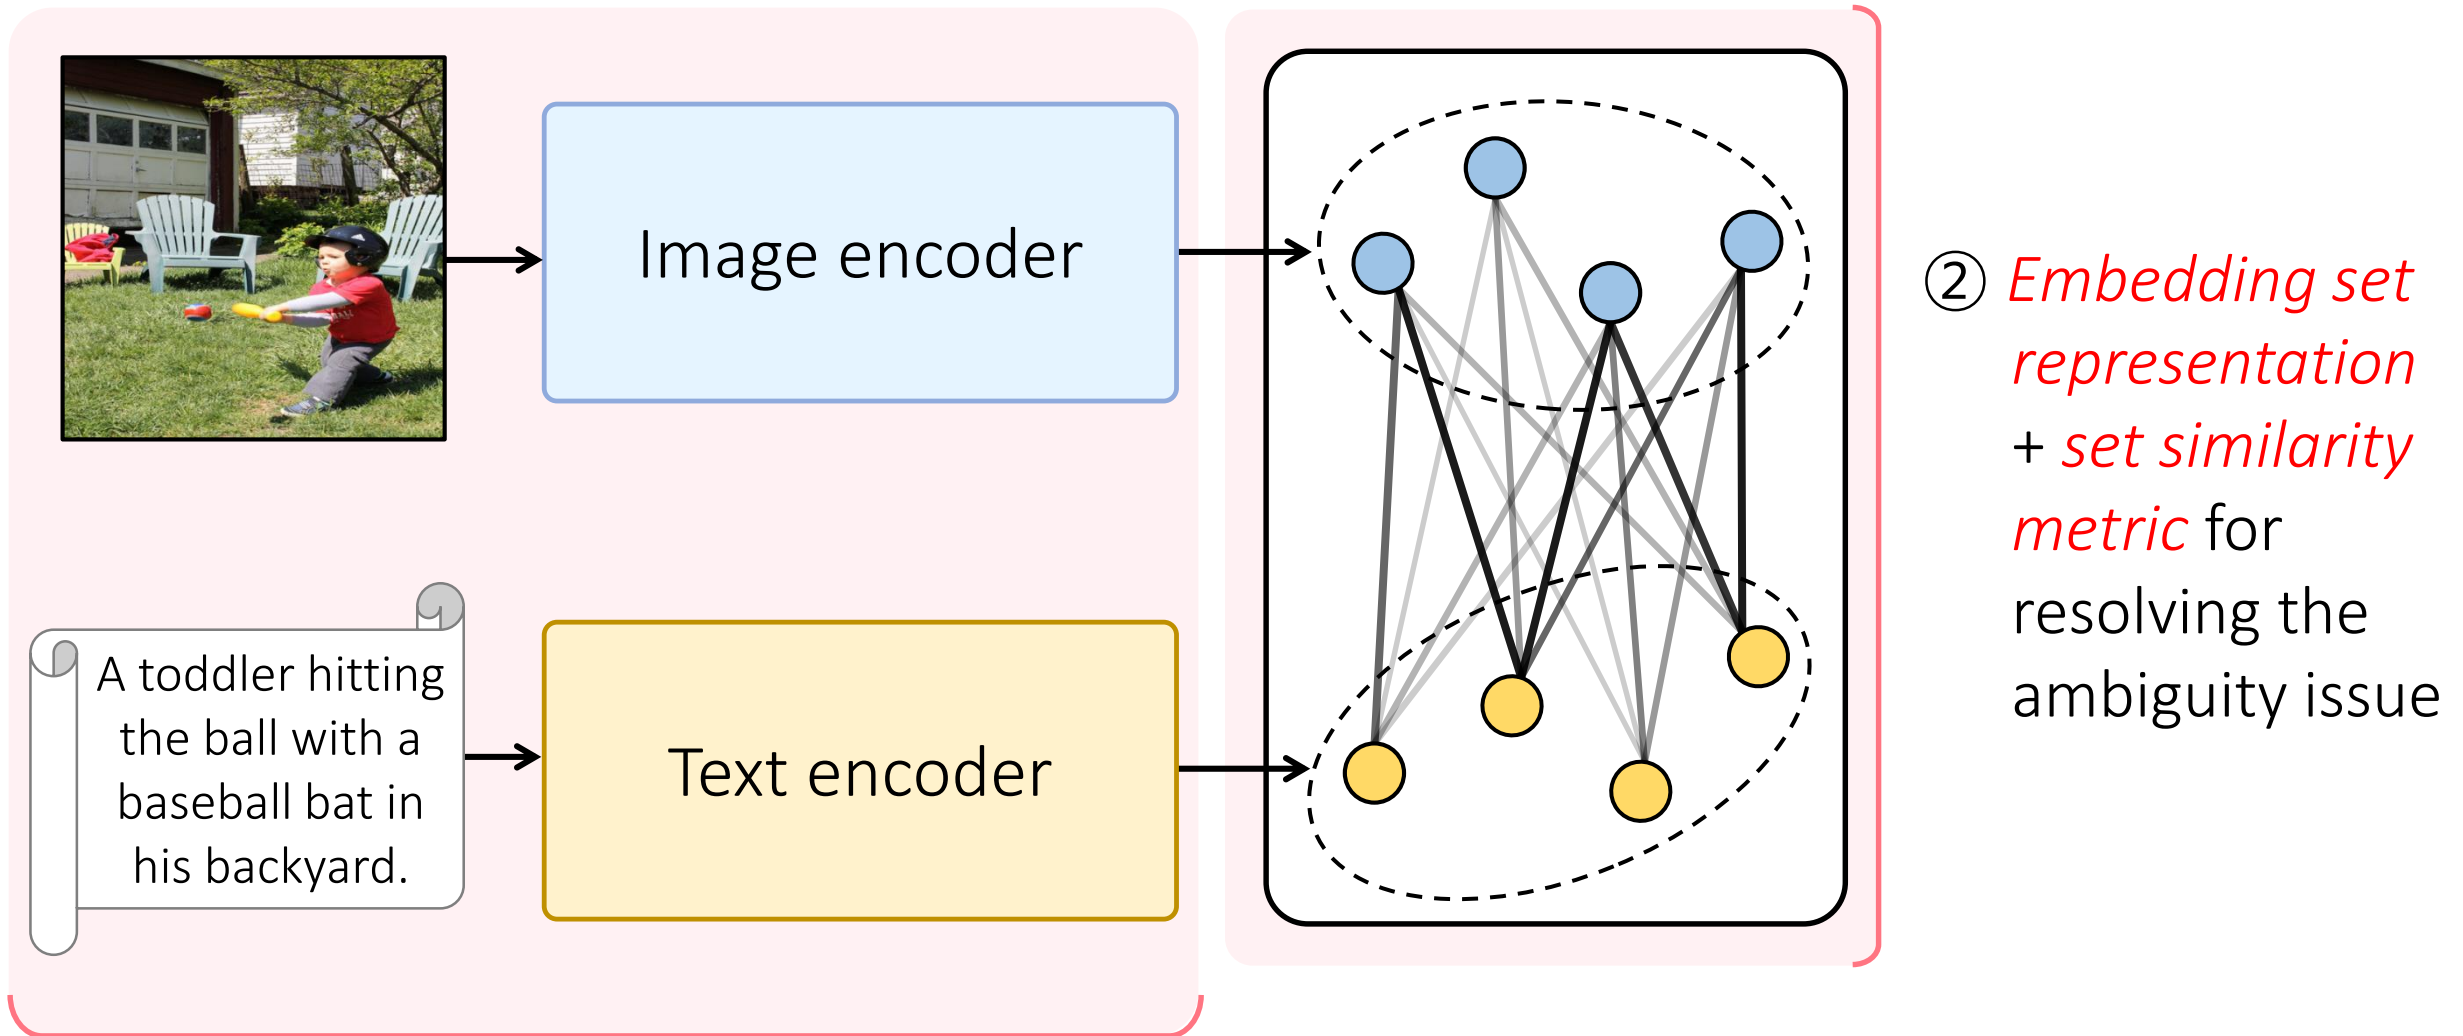 Image encoder
A toddler hitting
the ball with a
baseball bat in
his backyard.
Text encoder
② Embedding set
representation
+ set similarity
metric for
resolving the
ambiguity issue